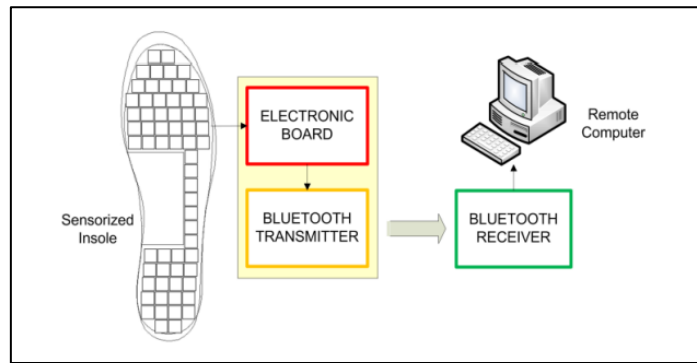 Sensorized
Insole
ELECTRONIC
BOARD
BLUETOOTH
TRANSMITTER
BLUETOOTH
RECEIVER
Remote
Computer